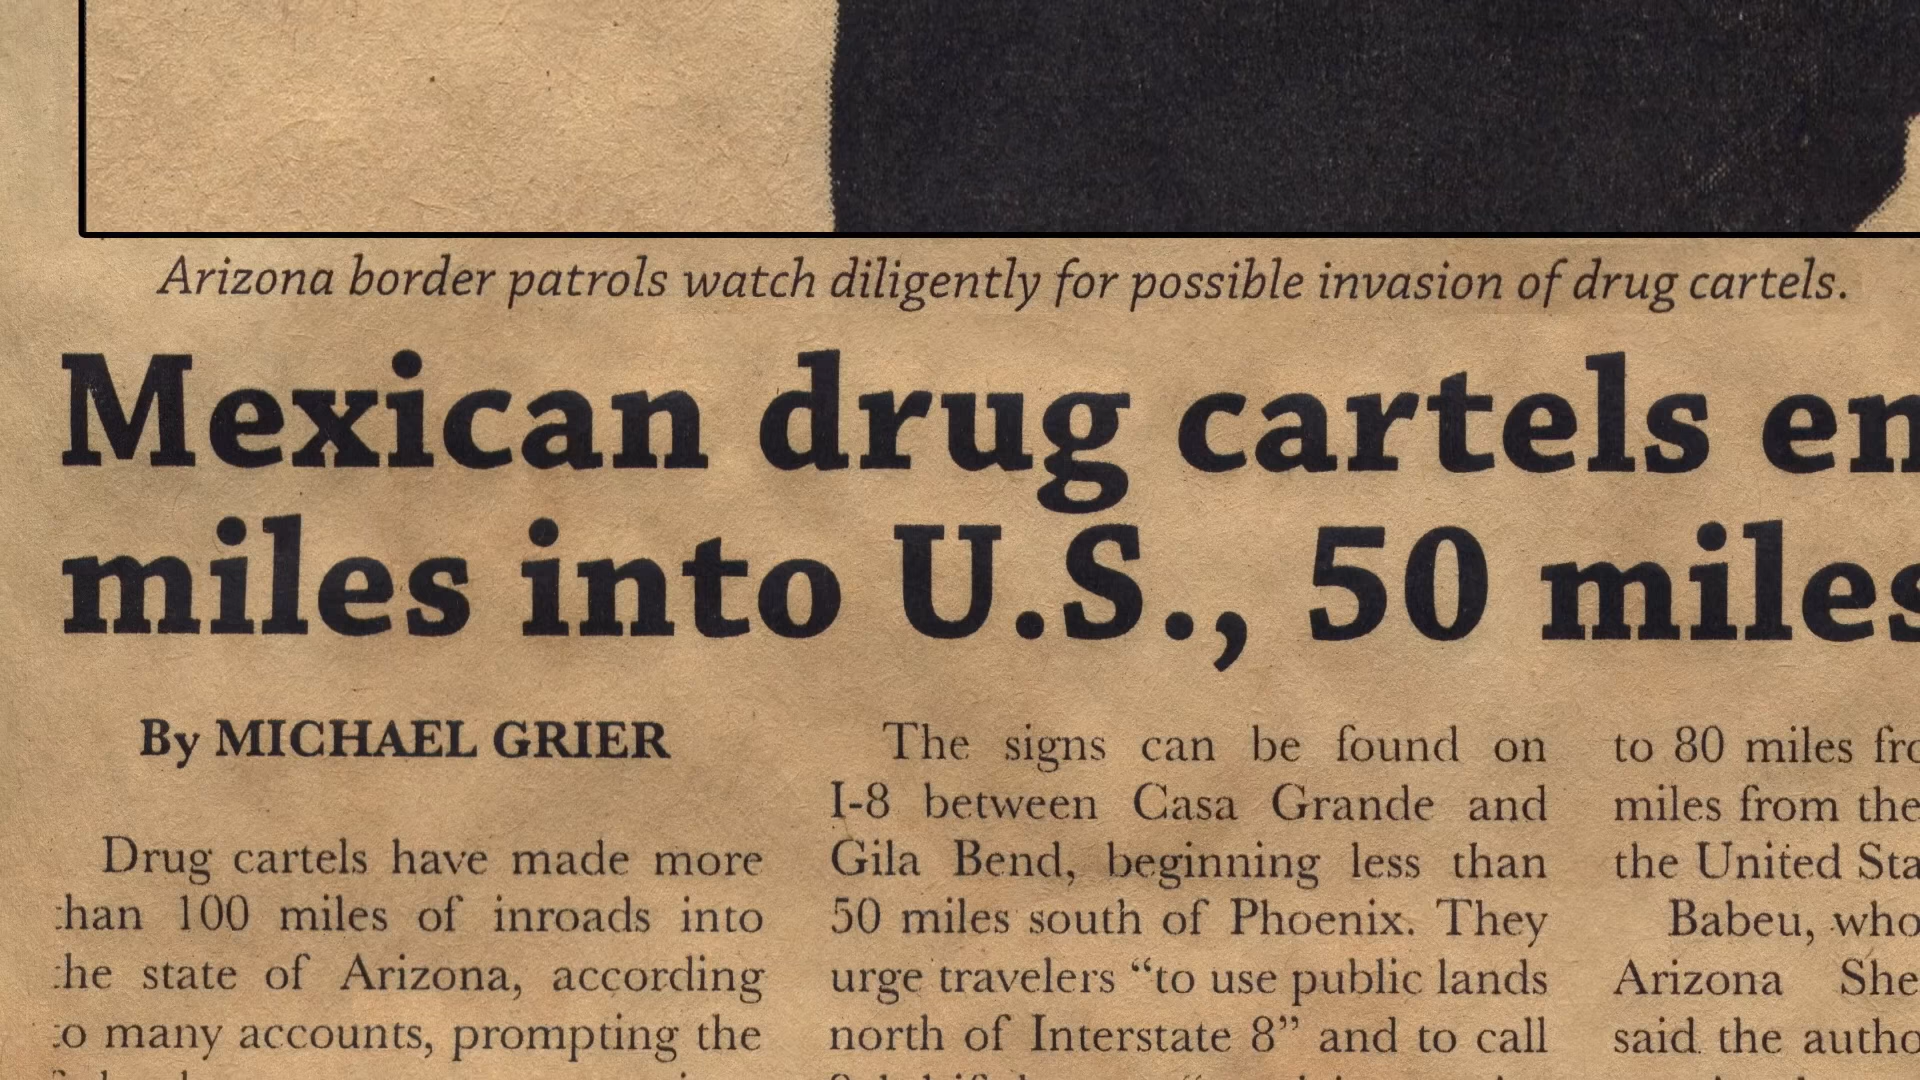 Arizona border patrols watch diligently for possible invasion of drug cartels.
Mexican drug cartels en
miles into U.S., 50 miles
By MICHAEL GRIER
Drug cartels have made more
than 100 miles of inroads into
the state of Arizona, according
to many accounts, prompting the
The signs can be found on
I-8 between Casa Grande and
Gila Bend, beginning less than
50 miles south of Phoenix. They
urge travelers “to use public lands
north of Interstate 8” and to call
to 80 miles fro
miles from the
the United Sta
Babeu, who
Arizona She
said the autho